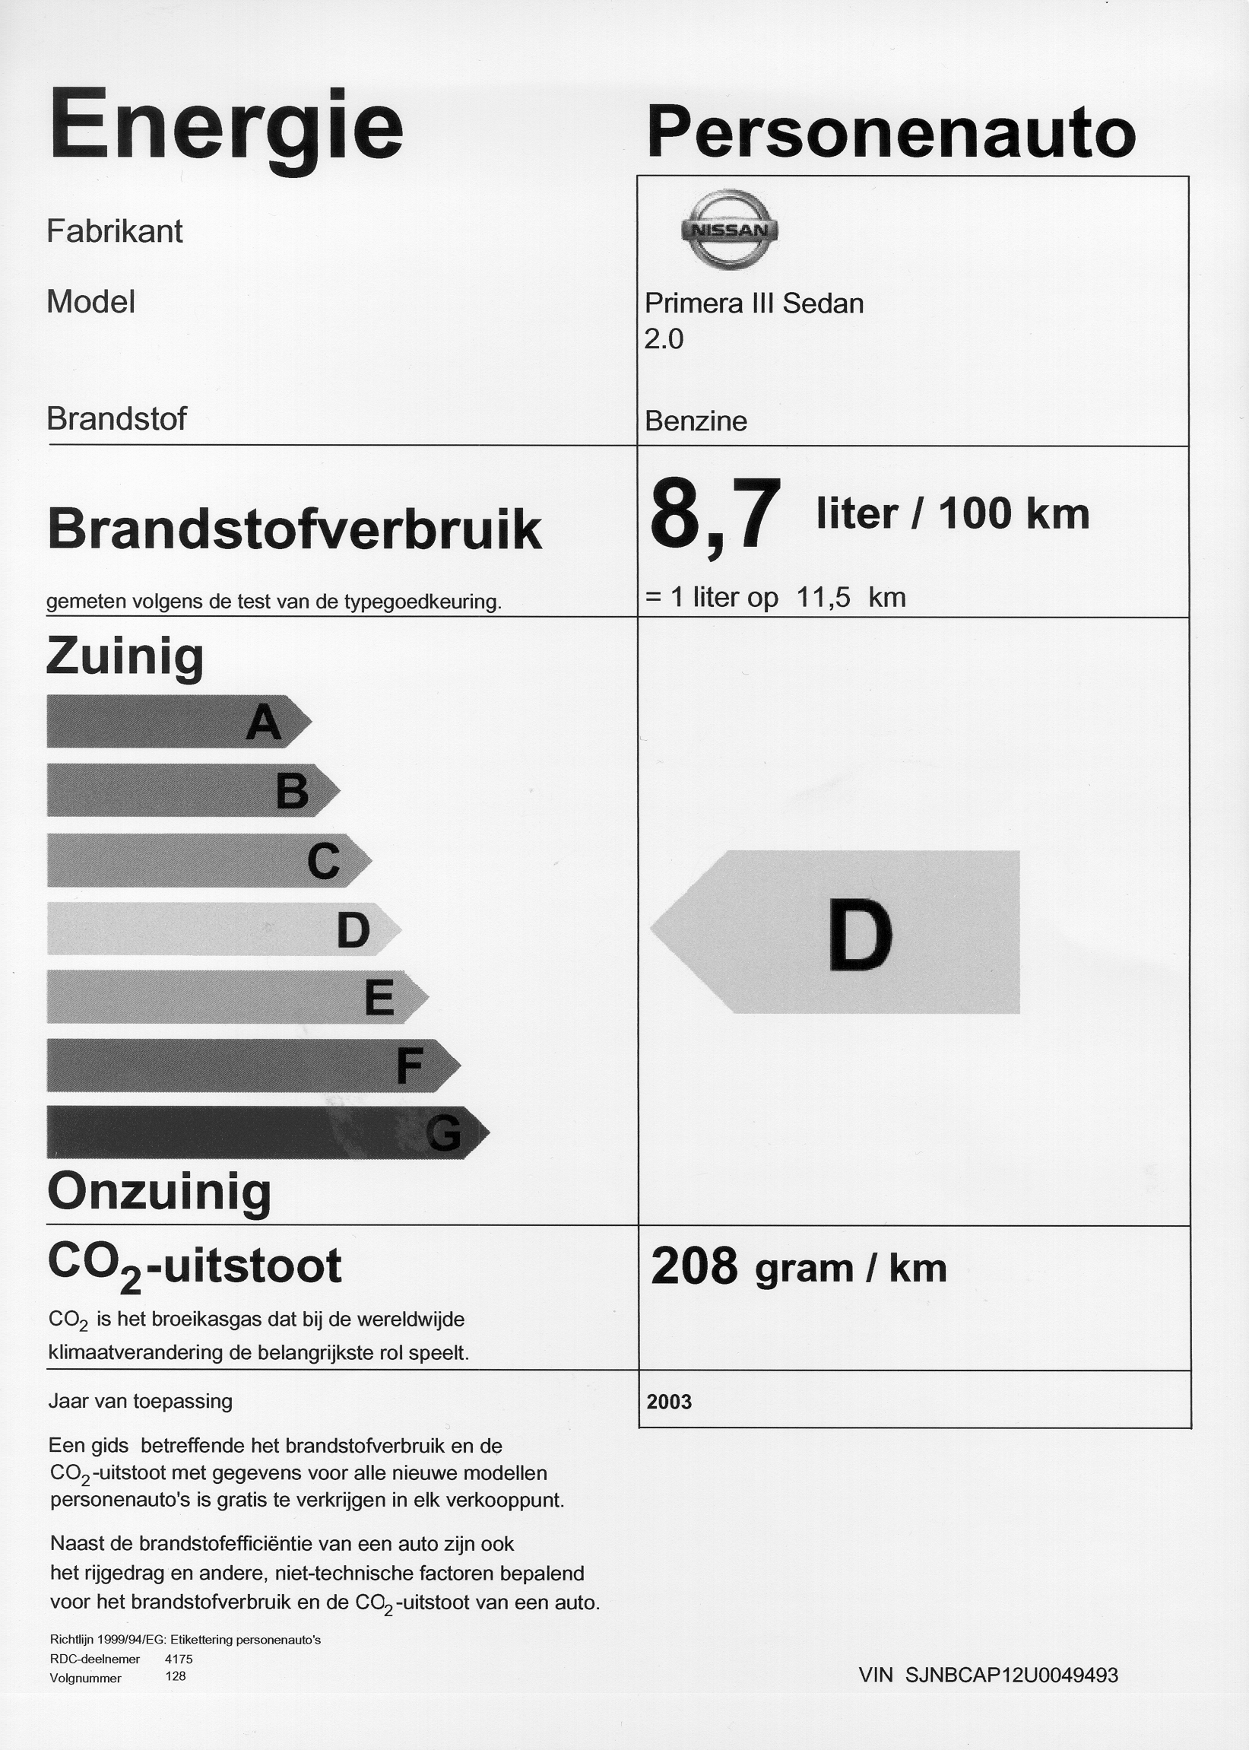 Energie
Personenauto
Fabrikant
NISSAN
Model
Primera III Sedan
2.0
Brandstof
Benzine
Brandstofverbruik
8,7 liter / 100 km
gemeten volgens de test van de typegoedkeuring.
= 1 liter op 11,5 km
Zuinig
A
B
C
D
E
F
G
D
Onzuinig
CO2-uitstoot
208 gram / km
CO2 is het broeikasgas dat bij de wereldwijde
klimaatverandering de belangrijkste rol speelt.
Jaar van toepassing
2003
Een gids betreffende het brandstofverbruik en de
CO2-uitstoot met gegevens voor alle nieuwe modellen
personenauto's is gratis te verkrijgen in elk verkooppunt.
Naast de brandstofefficiëntie van een auto zijn ook
het rijgedrag en andere, niet-technische factoren bepalend
voor het brandstofverbruik en de CO2-uitstoot van een auto.
Richtlijn 1999/94/EG: Etikettering personenauto's
RDC-deelnemer 4175
Volgnummer 128
VIN SJNBCAP12U0049493